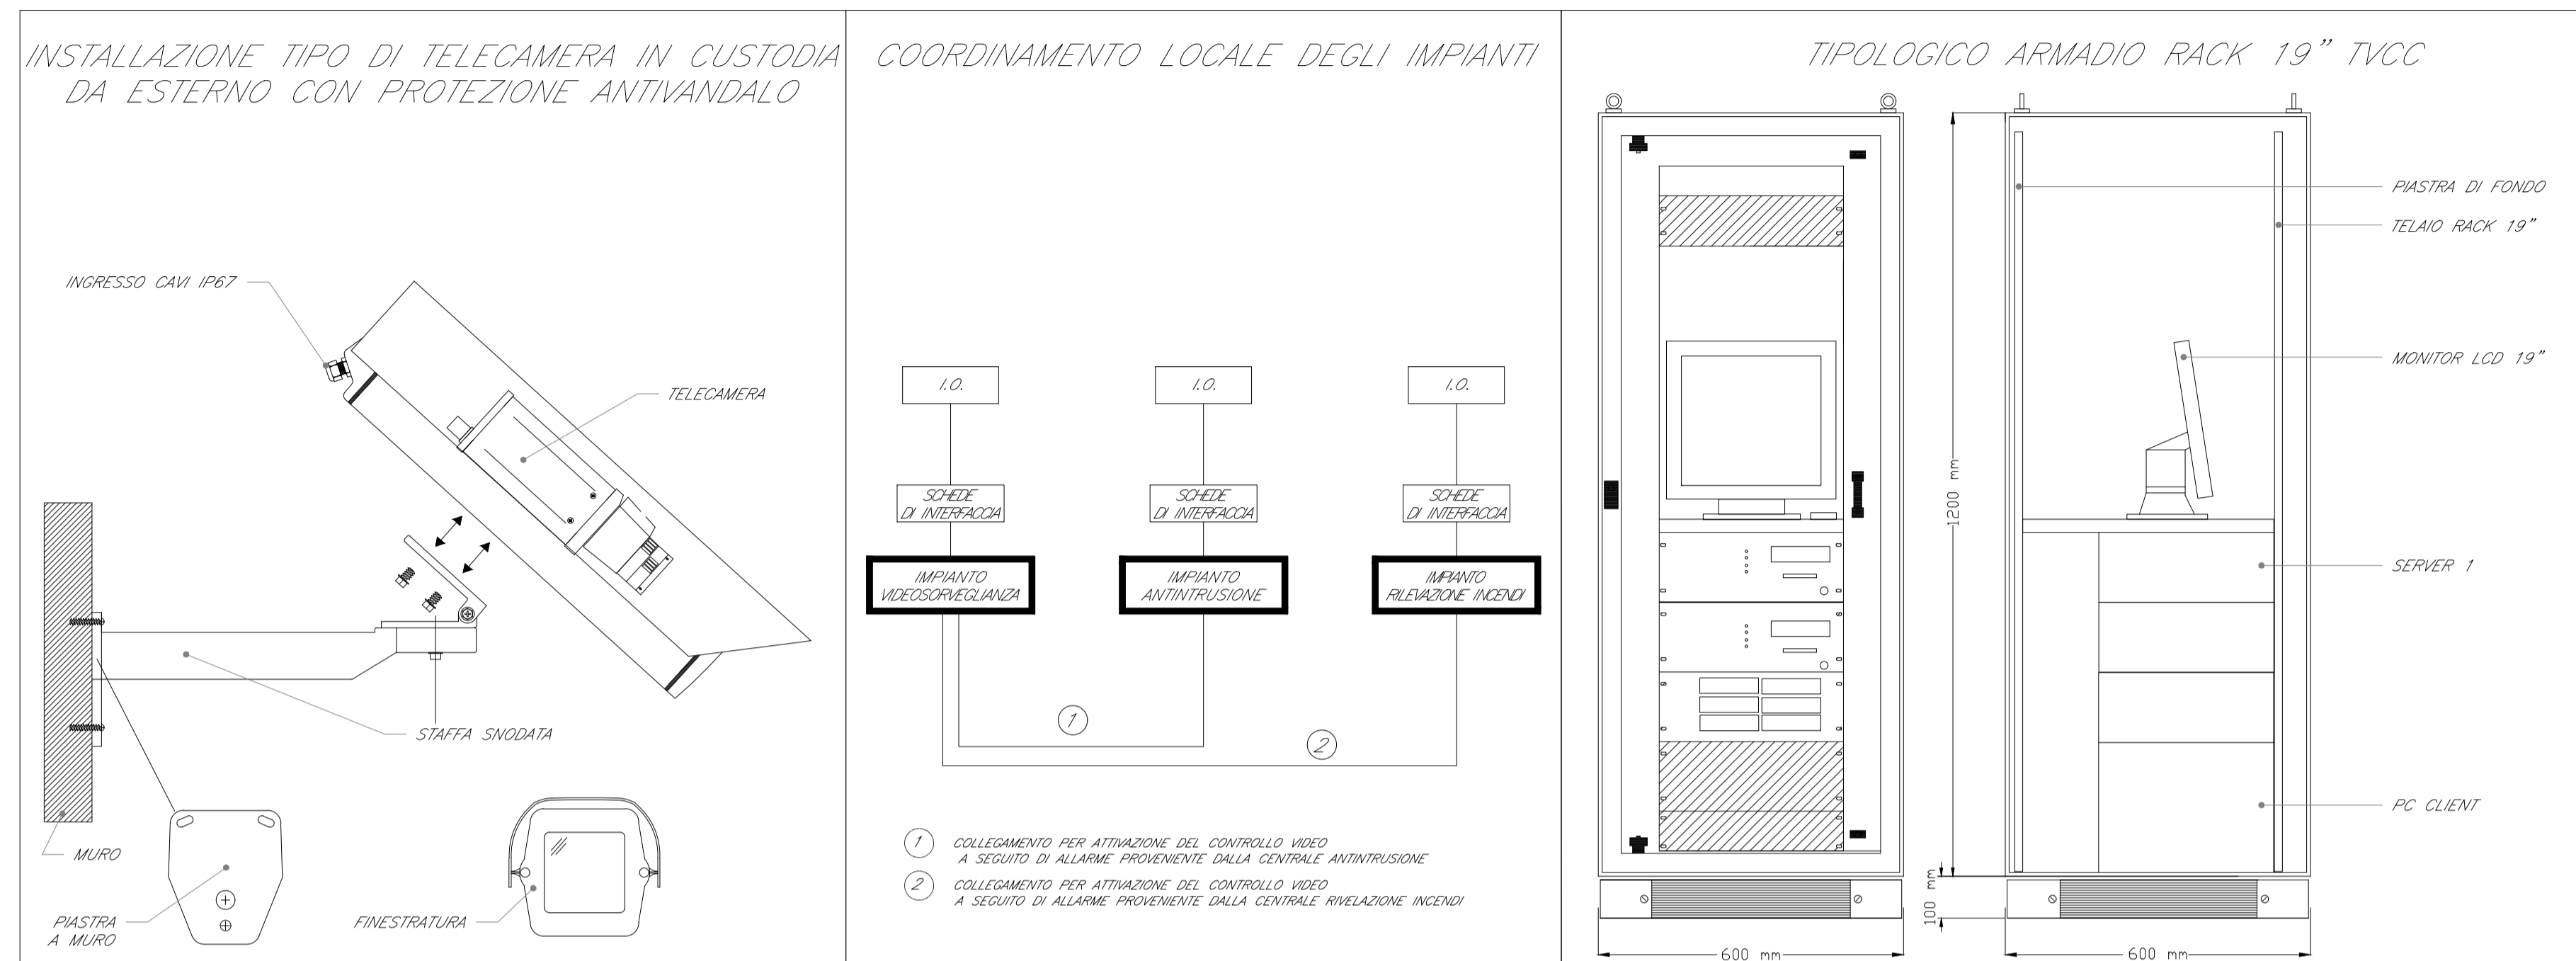 INSTALLAZIONE TIPO DI TELECAMERA IN CUSTODIA
DA ESTERNO CON PROTEZIONE ANTIVANDALO
INGRESSO CAVI IP67
TELECAMERA
STAFFA SNODATA
MURO
PIASTRA
A MURO
FINESTRATURA
COORDINAMENTO LOCALE DEGLI IMPIANTI
I.O.
I.O.
I.O.
SCHEDE
DI INTERFACCIA
SCHEDE
DI INTERFACCIA
SCHEDE
DI INTERFACCIA
IMPIANTO
VIDEOSORVEGLIANZA
IMPIANTO
ANTINTRUSIONE
IMPIANTO
RILEVAZIONE INCENDI
1
2
1 COLLEGAMENTO PER ATTIVAZIONE DEL CONTROLLO VIDEO
A SEGUITO DI ALLARME PROVENIENTE DALLA CENTRALE ANTINTRUSIONE
2 COLLEGAMENTO PER ATTIVAZIONE DEL CONTROLLO VIDEO
A SEGUITO DI ALLARME PROVENIENTE DALLA CENTRALE RIVELAZIONE INCENDI
TIPOLOGICO ARMADIO RACK 19" TVCC
PIASTRA DI FONDO
TELAIO RACK 19"
MONITOR LCD 19"
SERVER 1
PC CLIENT
1200 mm
100 mm
600 mm
600 mm